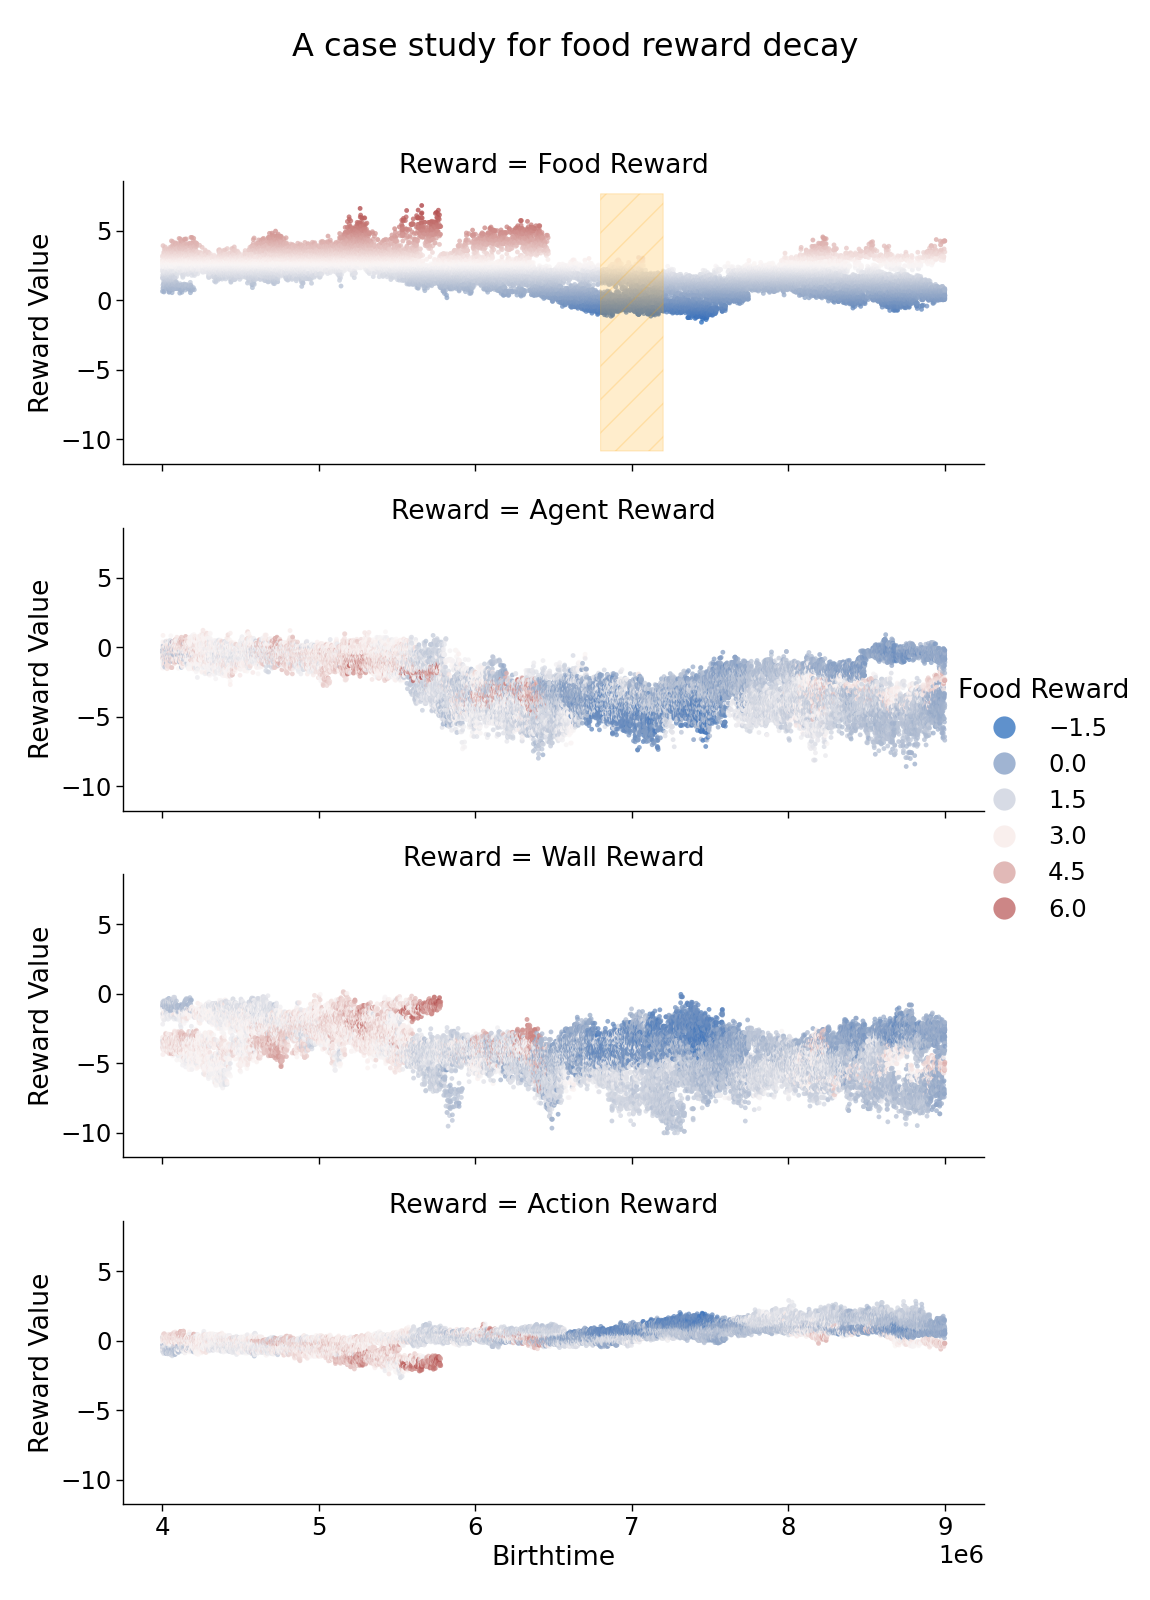 A case study for food reward decay
Reward = Food Reward
Reward Value
5
0
−5
−10
Reward = Agent Reward
Reward Value
5
0
−5
−10
Food Reward
−1.5
0.0
1.5
3.0
4.5
6.0
Reward = Wall Reward
Reward Value
5
0
−5
−10
Reward = Action Reward
Reward Value
5
0
−5
−10
4 5 6 7 8 9
1e6
Birthtime